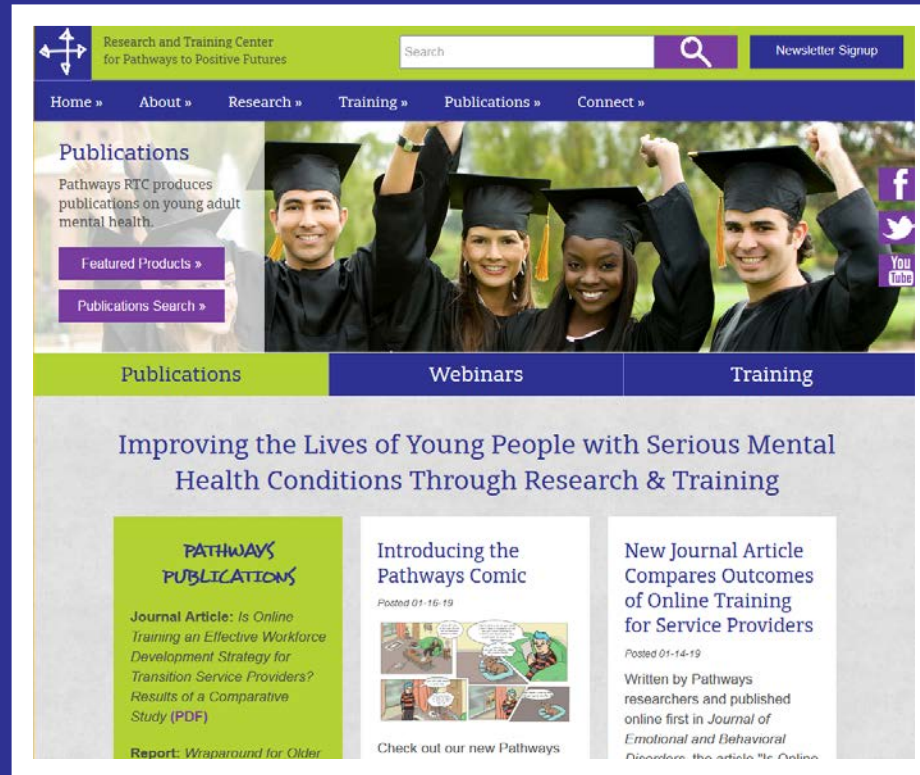 Research and Training Center
for Pathways to Positive Futures
Search
Newsletter Signup
Home »
About »
Research »
Training »
Publications »
Connect »
Publications
Pathways RTC produces
publications on young adult
mental health.
Featured Products »
Publications Search »
f
You
Tube
Publications
Webinars
Training
Improving the Lives of Young People with Serious Mental
Health Conditions Through Research & Training
PATHWAYS
PUBLICATIONS
Journal Article: Is Online
Training an Effective Workforce
Development Strategy for
Transition Service Providers?
Results of a Comparative
Study (PDF)
Report: Wraparound for Older
Introducing the
Pathways Comic
Posted 01-16-19
Check out our new Pathways
New Journal Article
Compares Outcomes
of Online Training
for Service Providers
Posted 01-14-19
Written by Pathways
researchers and published
online first in Journal of
Emotional and Behavioral
Disorders, the article "Is Online